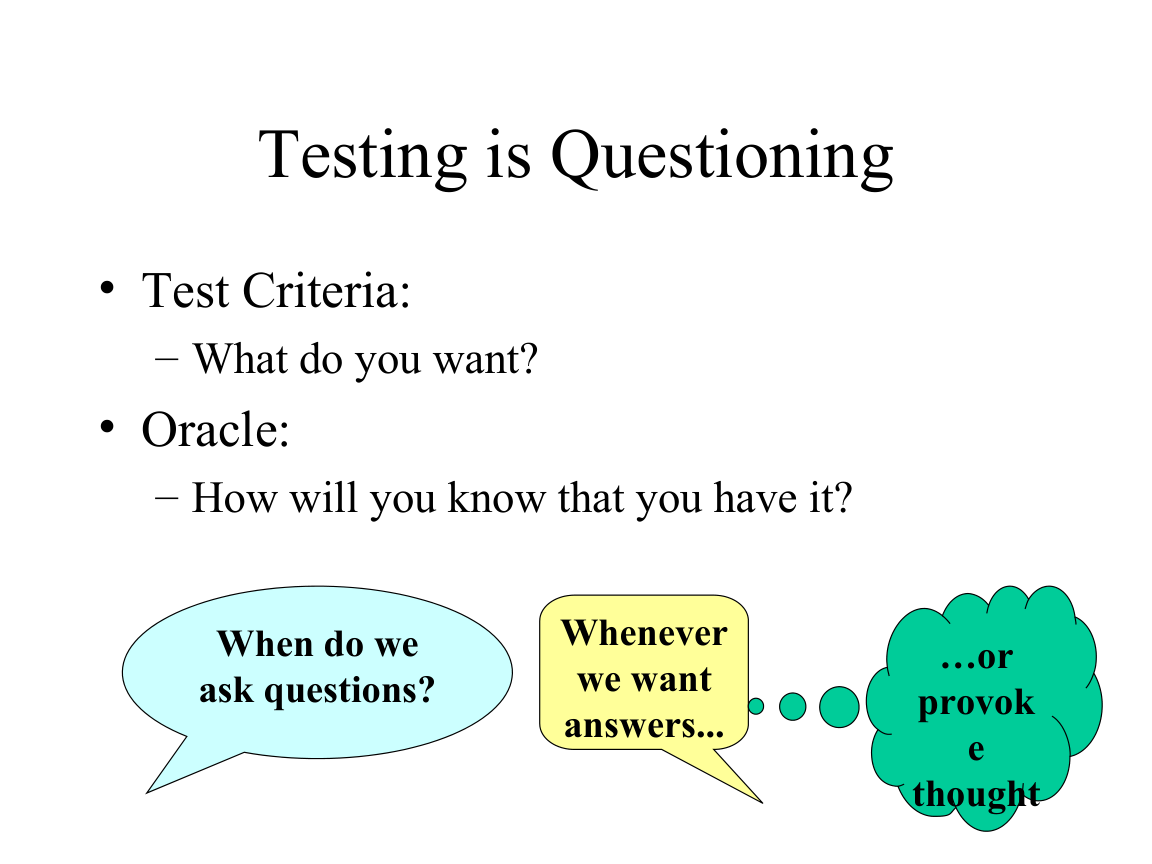 Testing is Questioning
• Test Criteria:
– What do you want?
• Oracle:
– How will you know that you have it?
When do we
ask questions?
Whenever
we want
answers...
…or
provok
e
thought